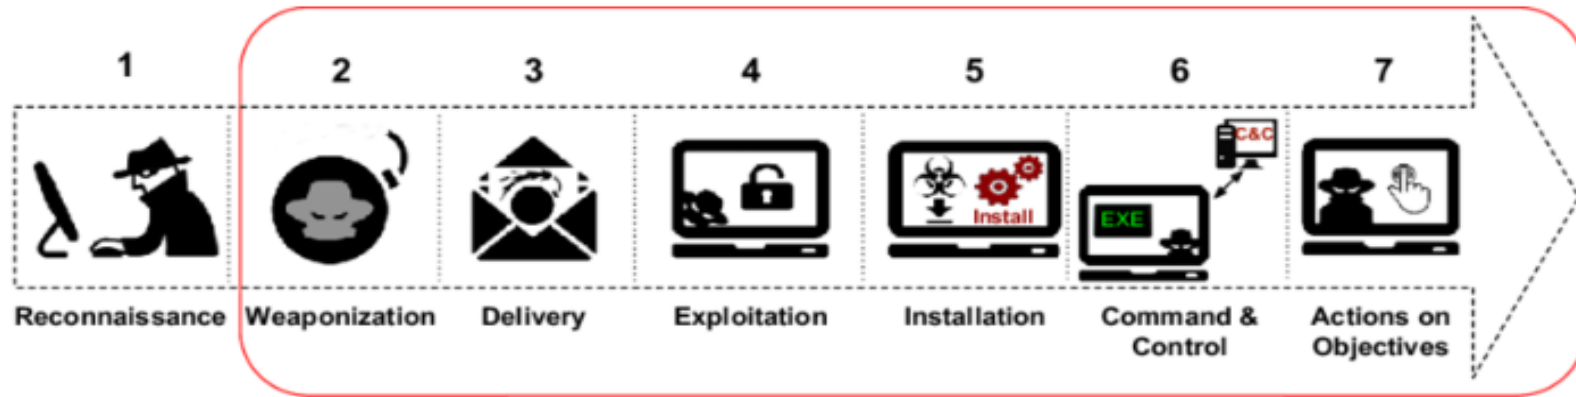 1 2 3 4 5 6 7
C&C
EXE
Install
Reconnaissance Weaponization Delivery Exploitation Installation Command & Control Actions on Objectives